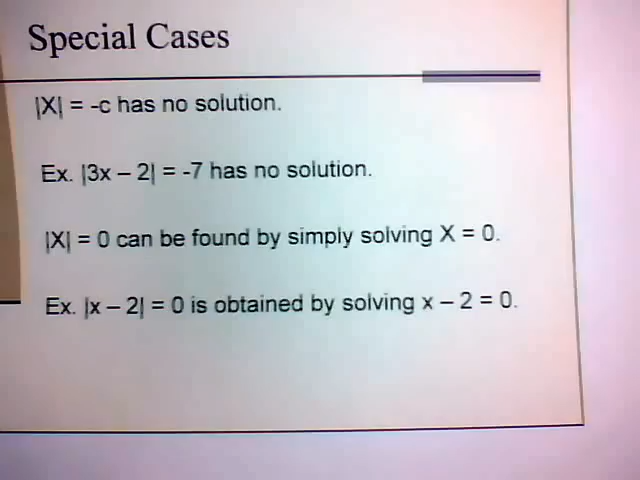 Special Cases
|X| = -c has no solution.
Ex. |3x – 2| = -7 has no solution.
|X| = 0 can be found by simply solving X = 0.
Ex. |x – 2| = 0 is obtained by solving x – 2 = 0.